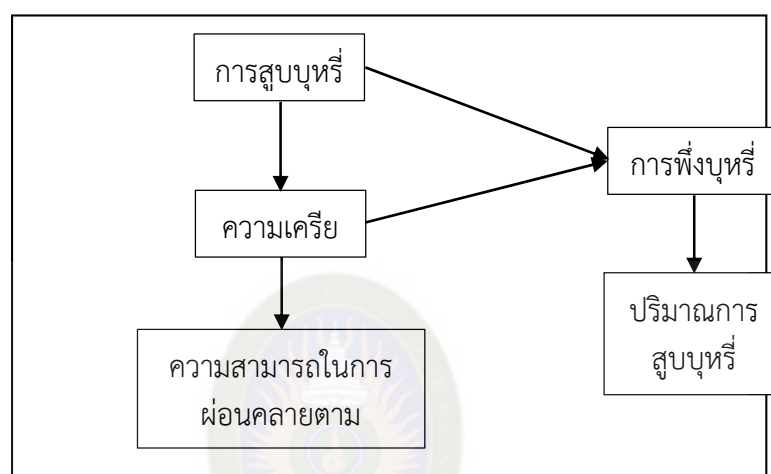 การสูบบุหรี่
การพึ่งบุหรี่
ความเครีย
ปริมาณการ
สูบบุหรี่
ความสามารถในการ
ผ่อนคลายตาม